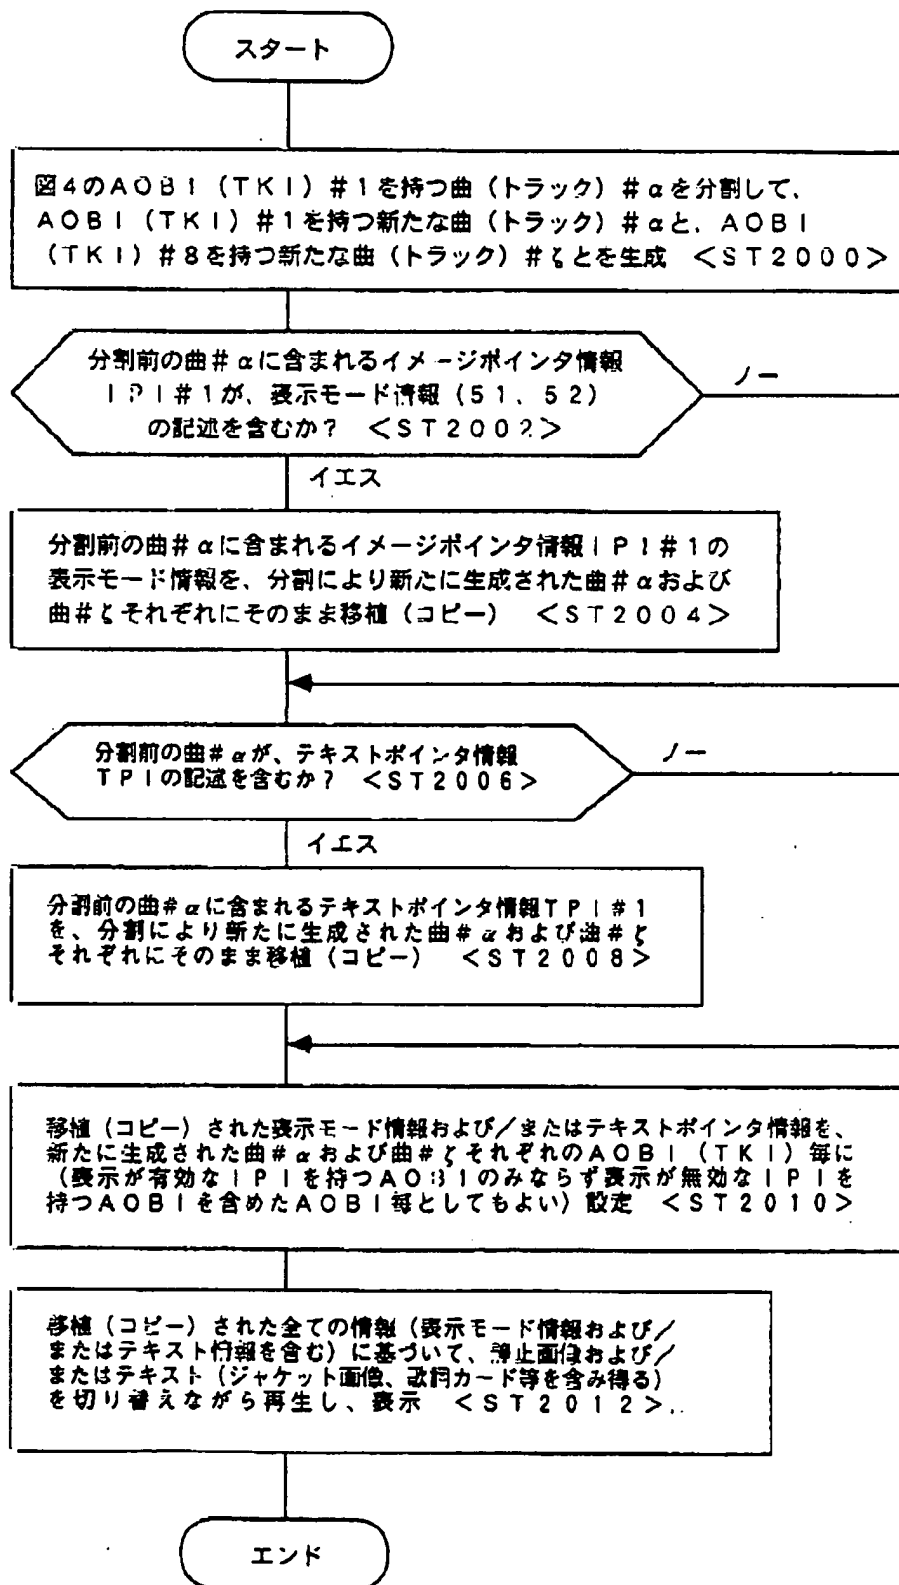 スタート
図4のAOBI(TKI)#1を持つ曲(トラック)#αを分割して、
AOBI(TKI)#1を持つ新たな曲(トラック)#αと、AOBI
(TKI)#8を持つ新たな曲(トラック)#ζとを生成 <ST2000>
分割前の曲#αに含まれるイメージポインタ情報
IPI#1が、表示モード情報(51、52)
の記述を含むか? <ST2002>
ノー
イエス
分割前の曲#αに含まれるイメージポインタ情報IPI#1の
表示モード情報を、分割により新たに生成された曲#αおよび
曲#ζそれぞれにそのまま移植(コピー) <ST2004>
分割前の曲#αが、テキストポインタ情報
TPIの記述を含むか? <ST2006>
ノー
イエス
分割前の曲#αに含まれるテキストポインタ情報TPI#1
を、分割により新たに生成された曲#αおよび曲#ζ
それぞれにそのまま移植(コピー) <ST2008>
移植(コピー)された表示モード情報および/またはテキストポインタ情報を、
新たに生成された曲#αおよび曲#ζそれぞれのAOBI(TKI)毎に
(表示が有効なIPIを持つAOBIのみならず表示が無効なIPIを
持つAOBIを含めたAOBI毎としてもよい)設定 <ST2010>
移植(コピー)された全ての情報(表示モード情報および/
またはテキスト情報を含む)に基づいて、静止画像および/
またはテキスト(ジャケット画像、歌詞カード等を含み得る)
を切り替えながら再生し、表示 <ST2012>
エンド